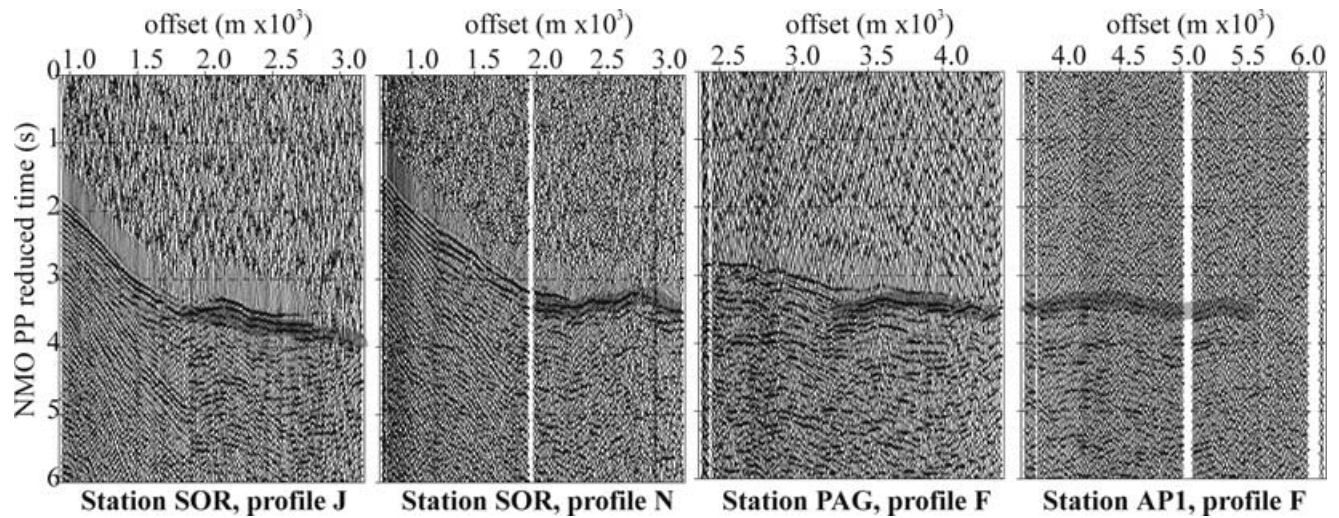 offset (m x10³) offset (m x10³) offset (m x10³) offset (m x10³)
1.0 1.5 2.0 2.5 3.0 1.0 1.5 2.0 2.5 3.0 2.5 3.0 3.5 4.0 4.0 4.5 5.0 5.5 6.0
0
1
2
3
4
5
6
NMO PP reduced time (s)
Station SOR, profile J Station SOR, profile N Station PAG, profile F Station AP1, profile F